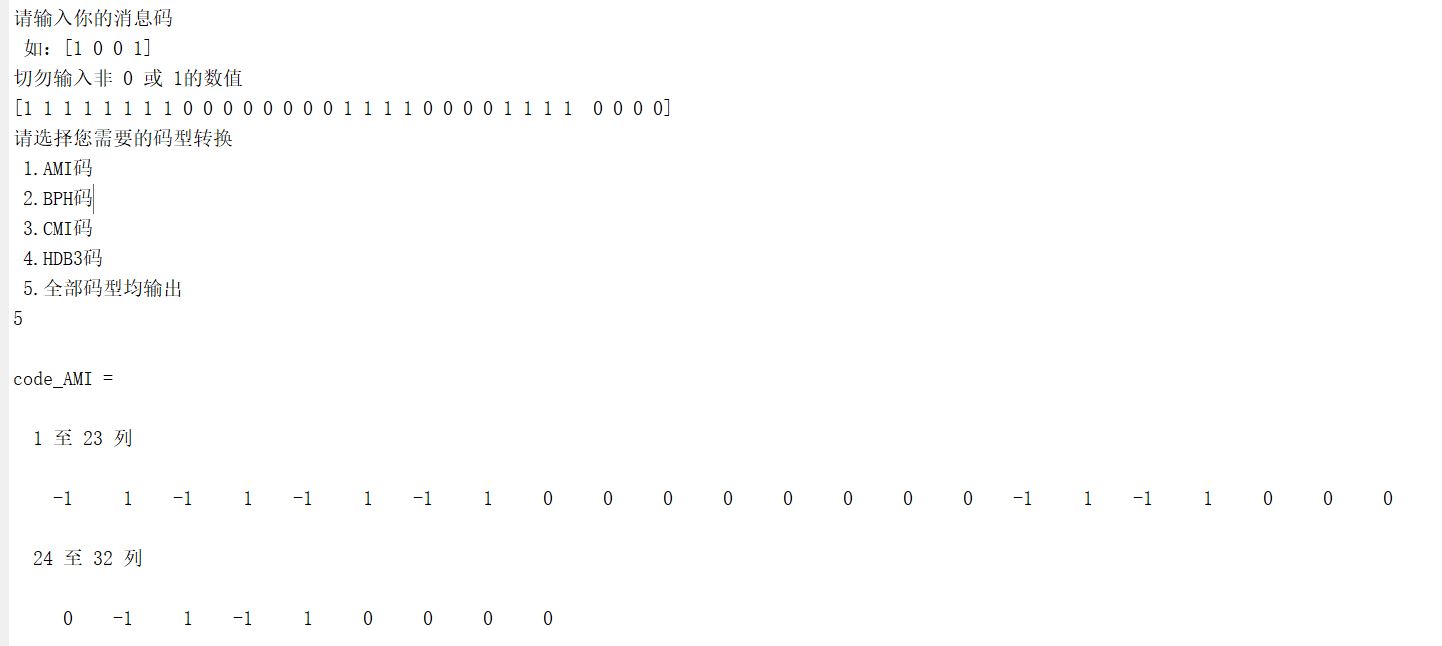 请输入你的消息码
如：[1 0 0 1]
切勿输入非 0 或 1的数值
[1 1 1 1 1 1 1 1 0 0 0 0 0 0 0 0 1 1 1 1 0 0 0 0 1 1 1 1  0 0 0 0]
请选择您需要的码型转换
1.AMI码
2.BPH码
3.CMI码
4.HDB3码
5.全部码型均输出
5
code_AMI =
1 至 23 列
-1 1 -1 1 -1 1 -1 1 0 0 0 0 0 0 0 0 -1 1 -1 1 0 0 0
24 至 32 列
0 -1 1 -1 1 0 0 0 0